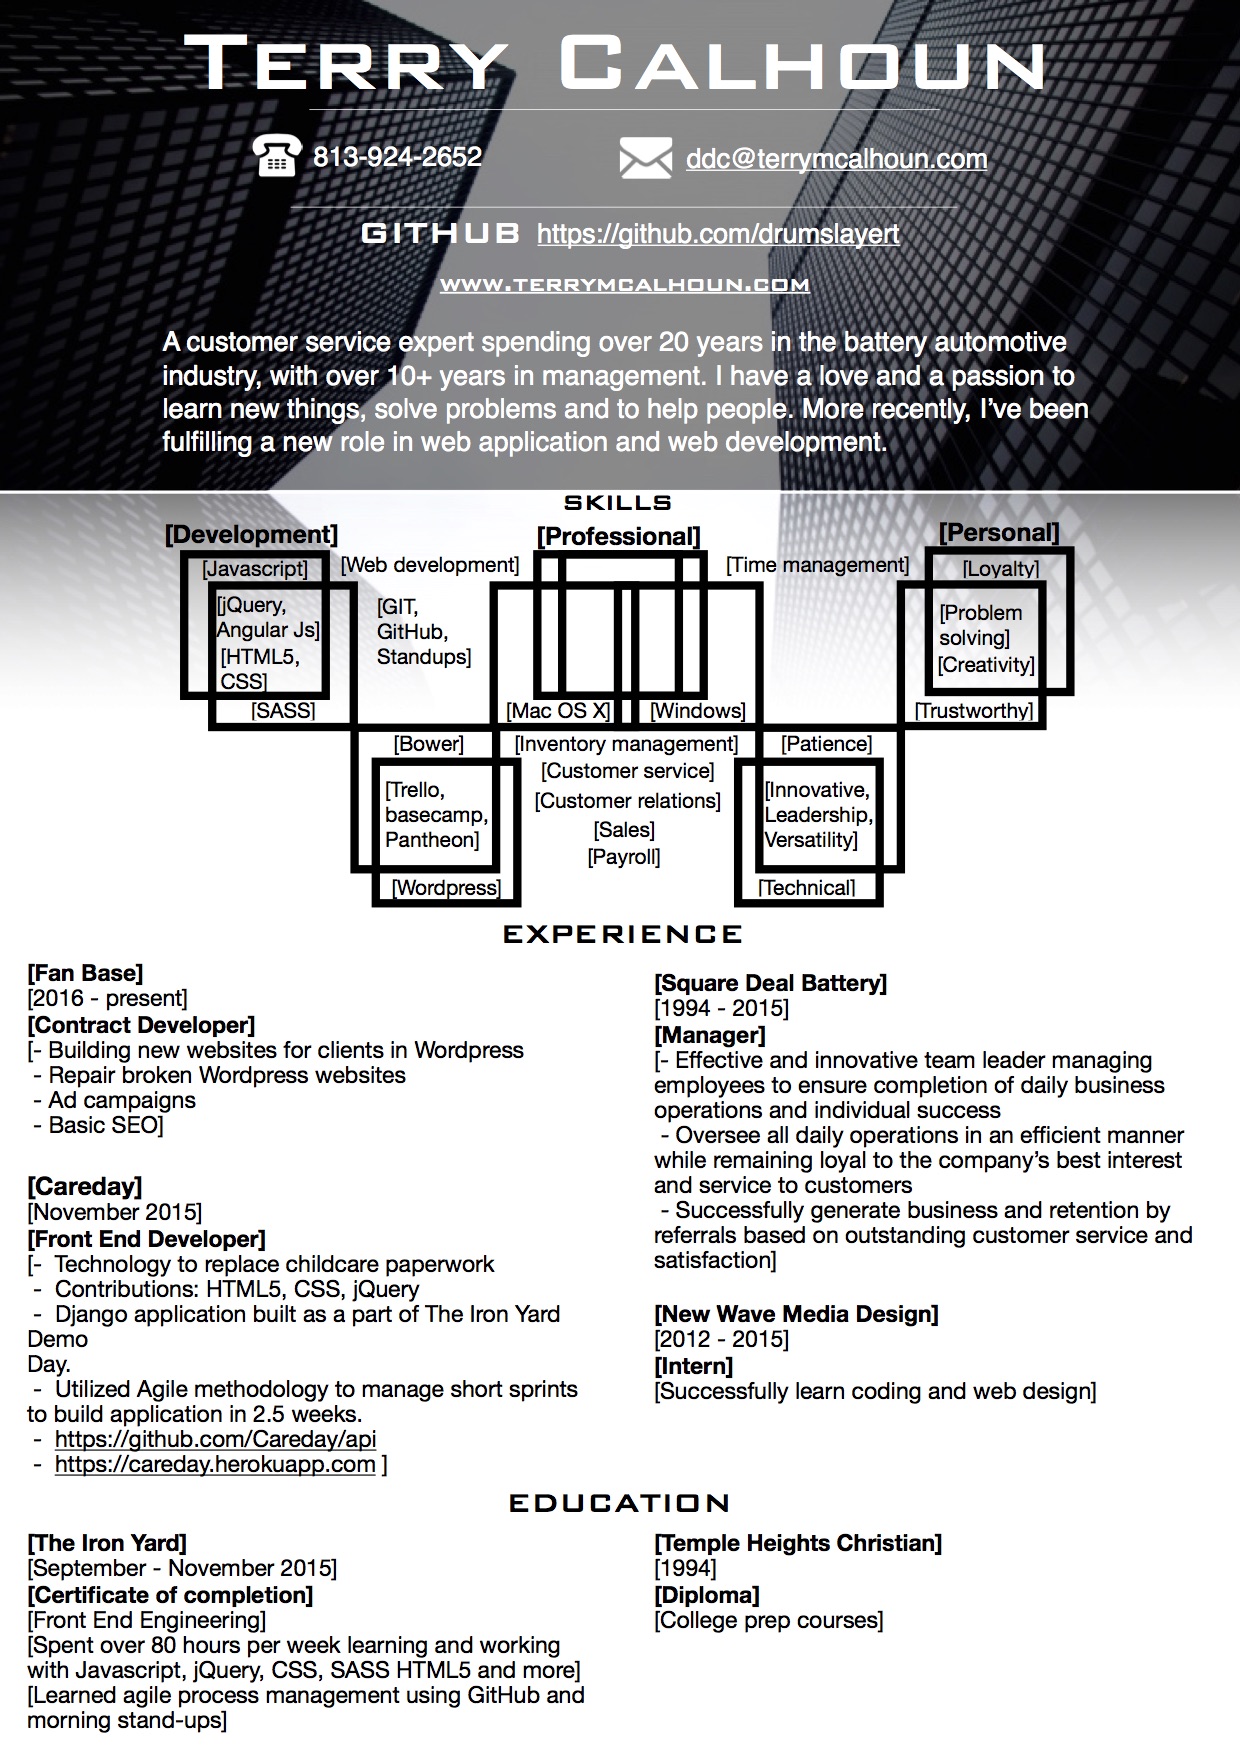 Terry Calhoun
813-924-2652
ddc@terrymcalhoun.com
GITHUB https://github.com/drumslayert
www.terrymcalhoun.com
A customer service expert spending over 20 years in the battery automotive
industry, with over 10+ years in management. I have a love and a passion to
learn new things, solve problems and to help people. More recently, I’ve been
fulfilling a new role in web application and web development.
SKILLS
[Development]
[Javascript]
[Web development]
[jQuery,
Angular Js]
[HTML5,
CSS]
[GIT,
GitHub,
Standups]
[SASS]
[Bower]
[Trello,
basecamp,
Pantheon]
[Wordpress]
[Professional]
[Time management]
[Mac OS X]
[Windows]
[Inventory management]
[Customer service]
[Customer relations]
[Sales]
[Payroll]
[Personal]
[Loyalty]
[Problem
solving]
[Creativity]
[Trustworthy]
[Patience]
[Innovative,
Leadership,
Versatility]
[Technical]
EXPERIENCE
[Fan Base]
[2016 - present]
[Contract Developer]
[- Building new websites for clients in Wordpress
- Repair broken Wordpress websites
- Ad campaigns
- Basic SEO]
[Careday]
[November 2015]
[Front End Developer]
[- Technology to replace childcare paperwork
- Contributions: HTML5, CSS, jQuery
- Django application built as a part of The Iron Yard
Demo
Day.
- Utilized Agile methodology to manage short sprints
to build application in 2.5 weeks.
- https://github.com/Careday/api
- https://careday.herokuapp.com ]
[Square Deal Battery]
[1994 - 2015]
[Manager]
[- Effective and innovative team leader managing
employees to ensure completion of daily business
operations and individual success
- Oversee all daily operations in an efficient manner
while remaining loyal to the company’s best interest
and service to customers
- Successfully generate business and retention by
referrals based on outstanding customer service and
satisfaction]
[New Wave Media Design]
[2012 - 2015]
[Intern]
[Successfully learn coding and web design]
EDUCATION
[The Iron Yard]
[September - November 2015]
[Certificate of completion]
[Front End Engineering]
[Spent over 80 hours per week learning and working
with Javascript, jQuery, CSS, SASS HTML5 and more]
[Learned agile process management using GitHub and
morning stand-ups]
[Temple Heights Christian]
[1994]
[Diploma]
[College prep courses]